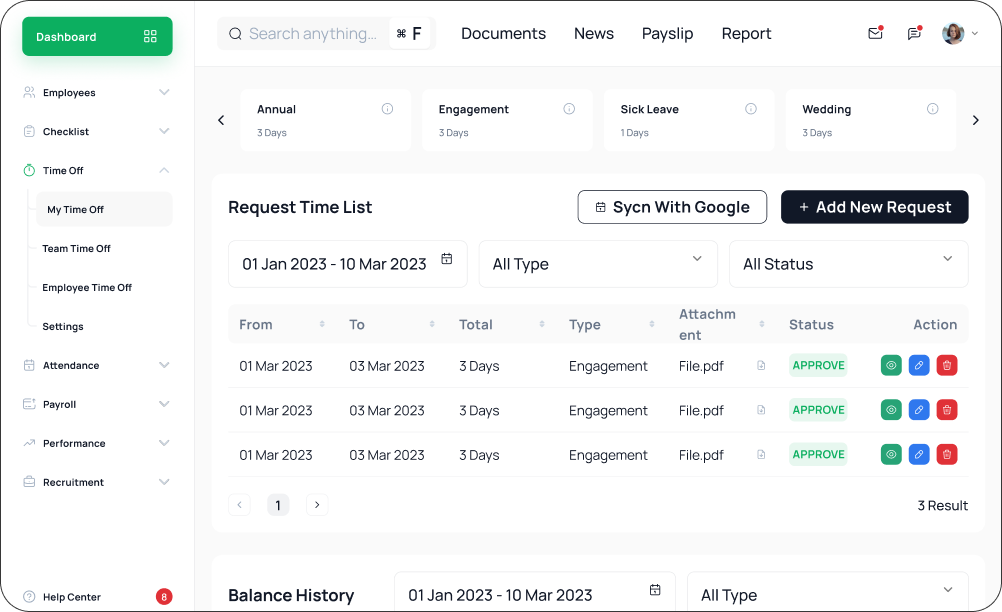 Dashboard
Search anything...
⌘ F
Documents
News
Payslip
Report
Employees
Checklist
Time Off
My Time Off
Team Time Off
Employee Time Off
Settings
Attendance
Payroll
Performance
Recruitment
Help Center
8
Annual
3 Days
Engagement
3 Days
Sick Leave
1 Days
Wedding
3 Days
Request Time List
Sycn With Google
+ Add New Request
01 Jan 2023 - 10 Mar 2023
All Type
All Status
From To Total Type Attachm
ent Status Action
01 Mar 2023 03 Mar 2023 3 Days Engagement File.pdf APPROVE
01 Mar 2023 03 Mar 2023 3 Days Engagement File.pdf APPROVE
01 Mar 2023 03 Mar 2023 3 Days Engagement File.pdf APPROVE
1
3 Result
Balance History
01 Jan 2023 - 10 Mar 2023
All Type